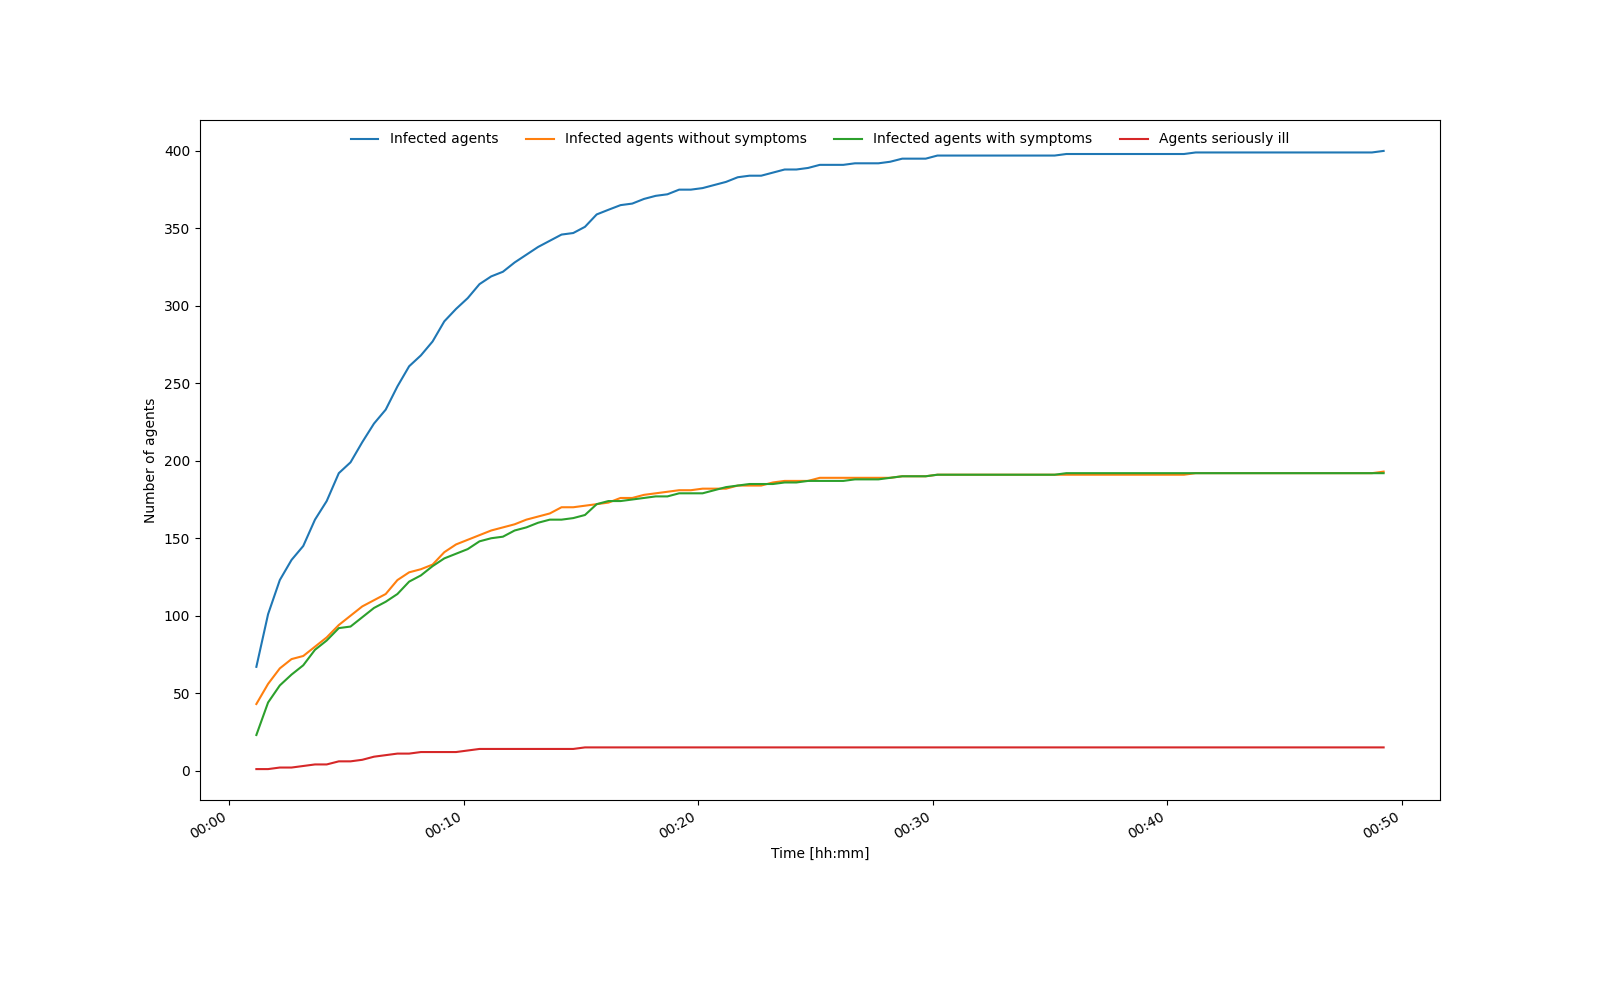 Infected agents Infected agents without symptoms Infected agents with symptoms Agents seriously ill
400
350
300
250
200
150
100
50
0
Number of agents
00:00 00:10 00:20 00:30 00:40 00:50
Time [hh:mm]